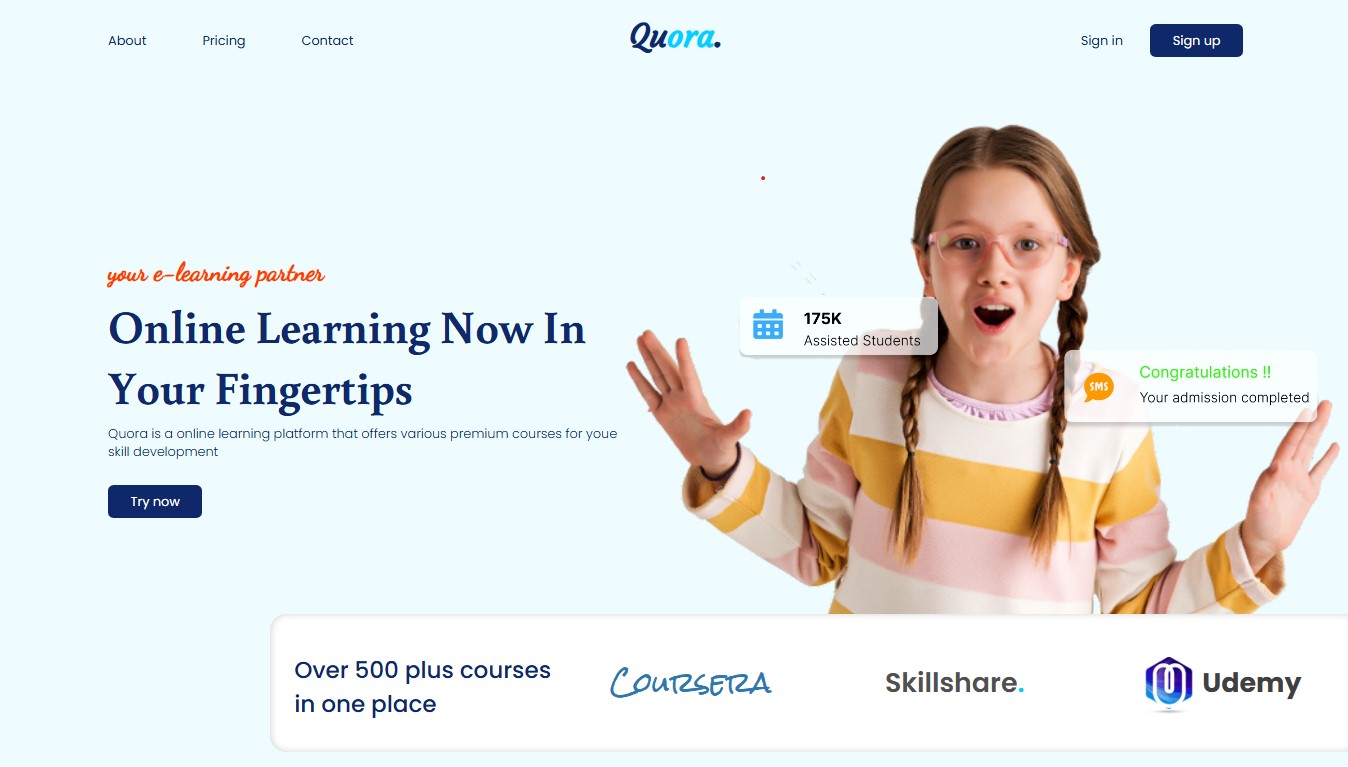 About
Pricing
Contact
Quora.
Sign in
Sign up
your e-learning partner
Online Learning Now In
Your Fingertips
Quora is a online learning platform that offers various premium courses for youe
skill development
Try now
175K
Assisted Students
SMS
Congratulations !!
Your admission completed
Over 500 plus courses
in one place
Coursera
Skillshare.
Udemy